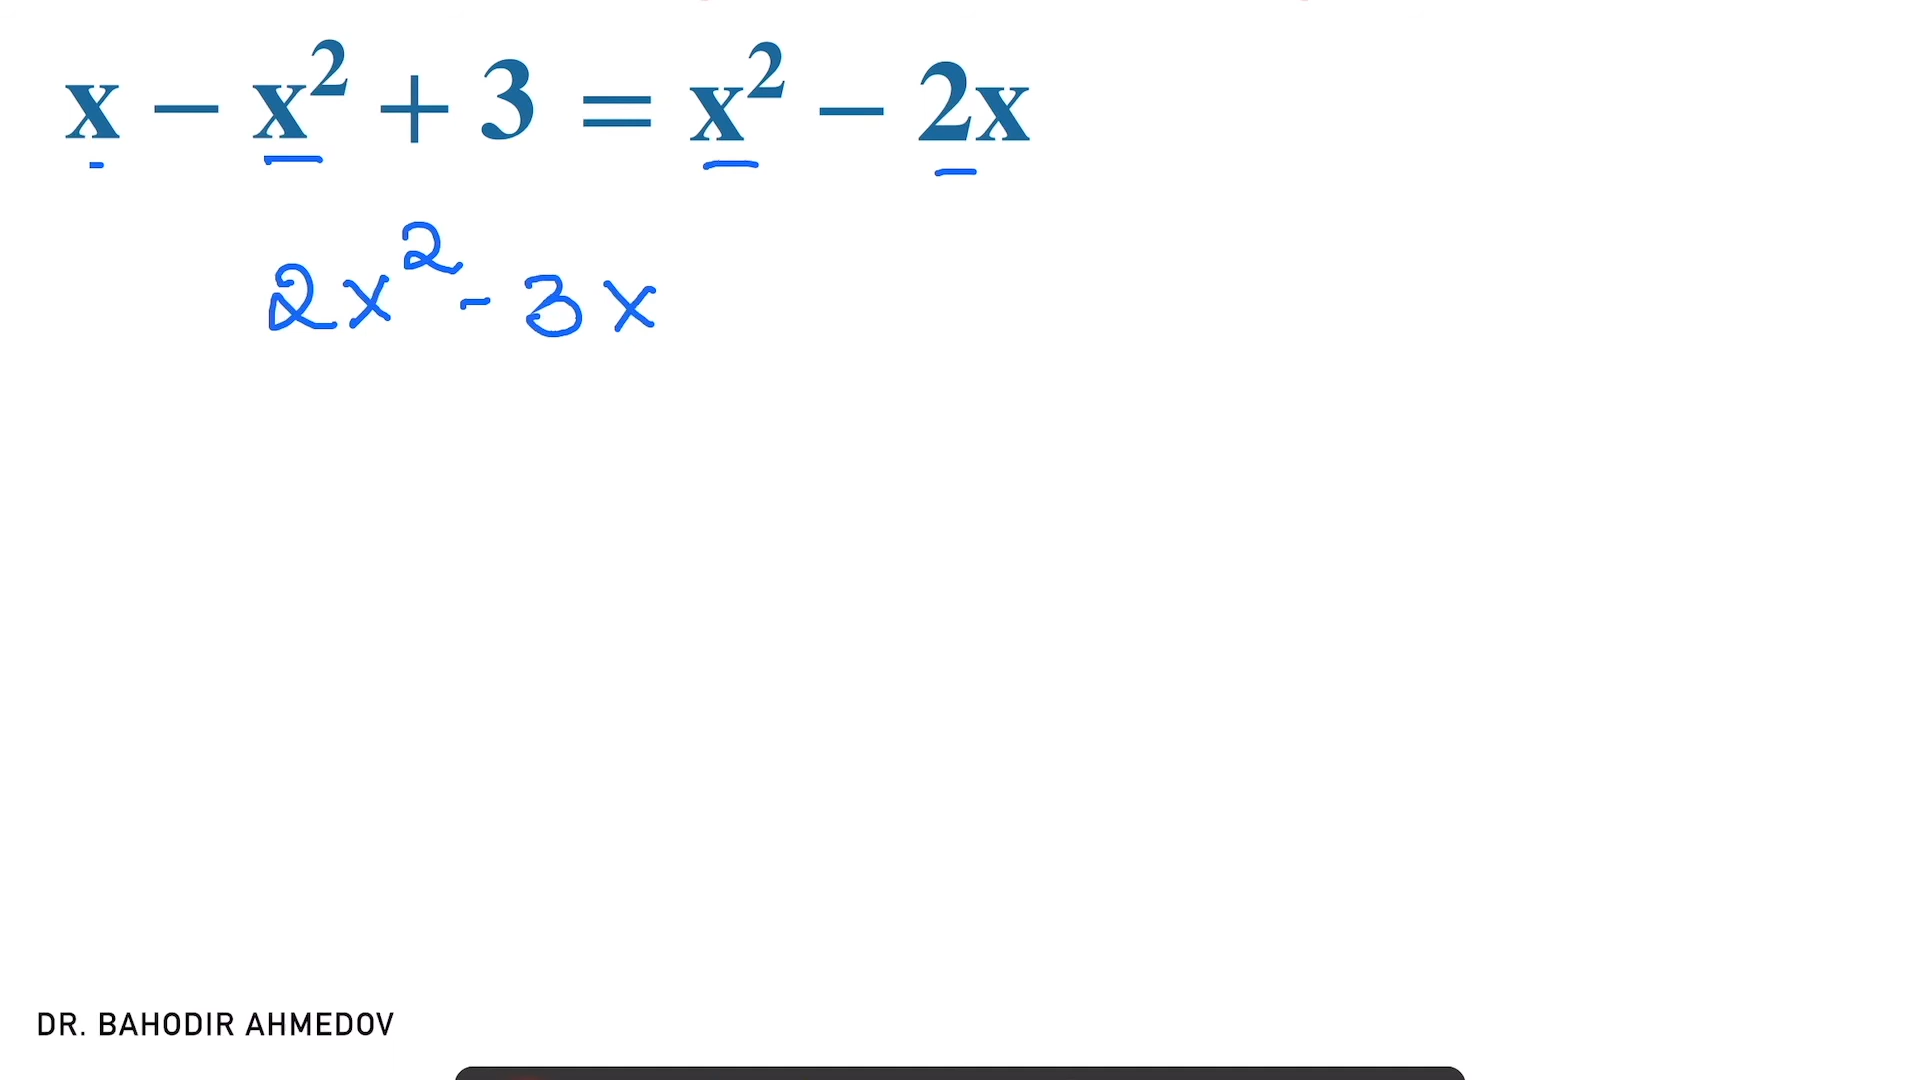 x − x² + 3 = x² − 2x
2x² - 3x
DR. BAHODIR AHMEDOV